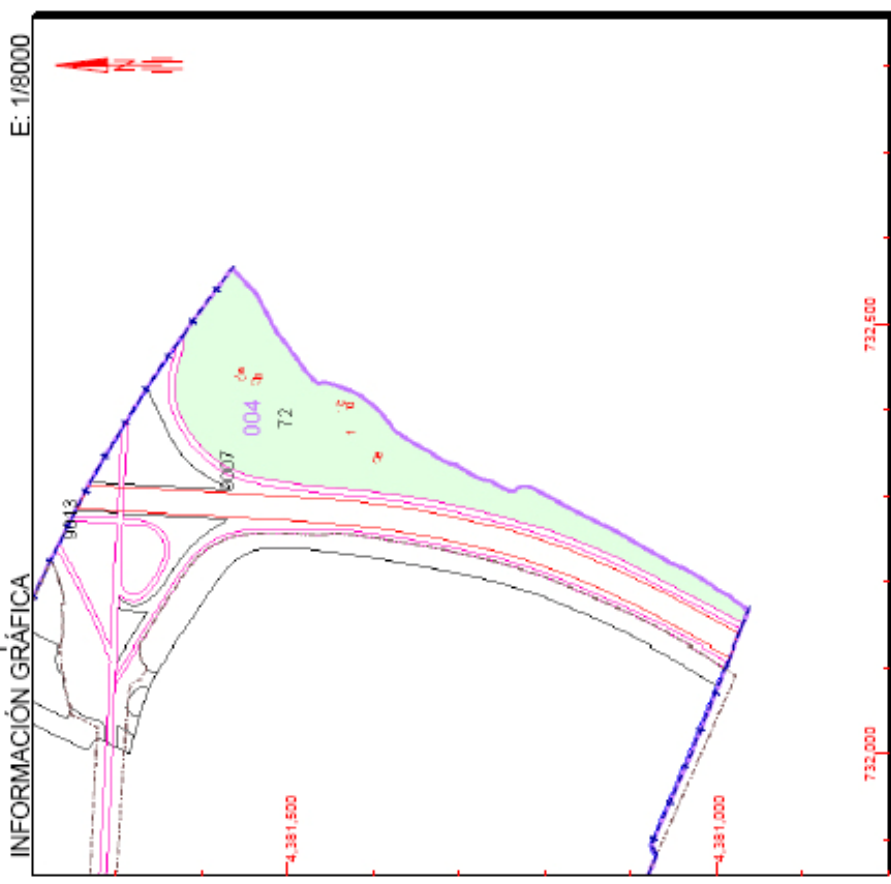 INFORMACIÓN GRÁFICA
E: 1/8000
N
9013
9007
004
72
a
a
b
I
a
732,500
4,381,500
4,381,000
732,000